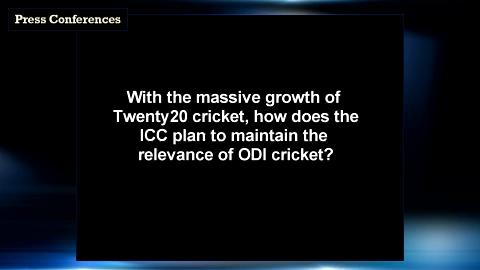 Press Conferences
With the massive growth of
Twenty20 cricket, how does the
ICC plan to maintain the
relevance of ODI cricket?